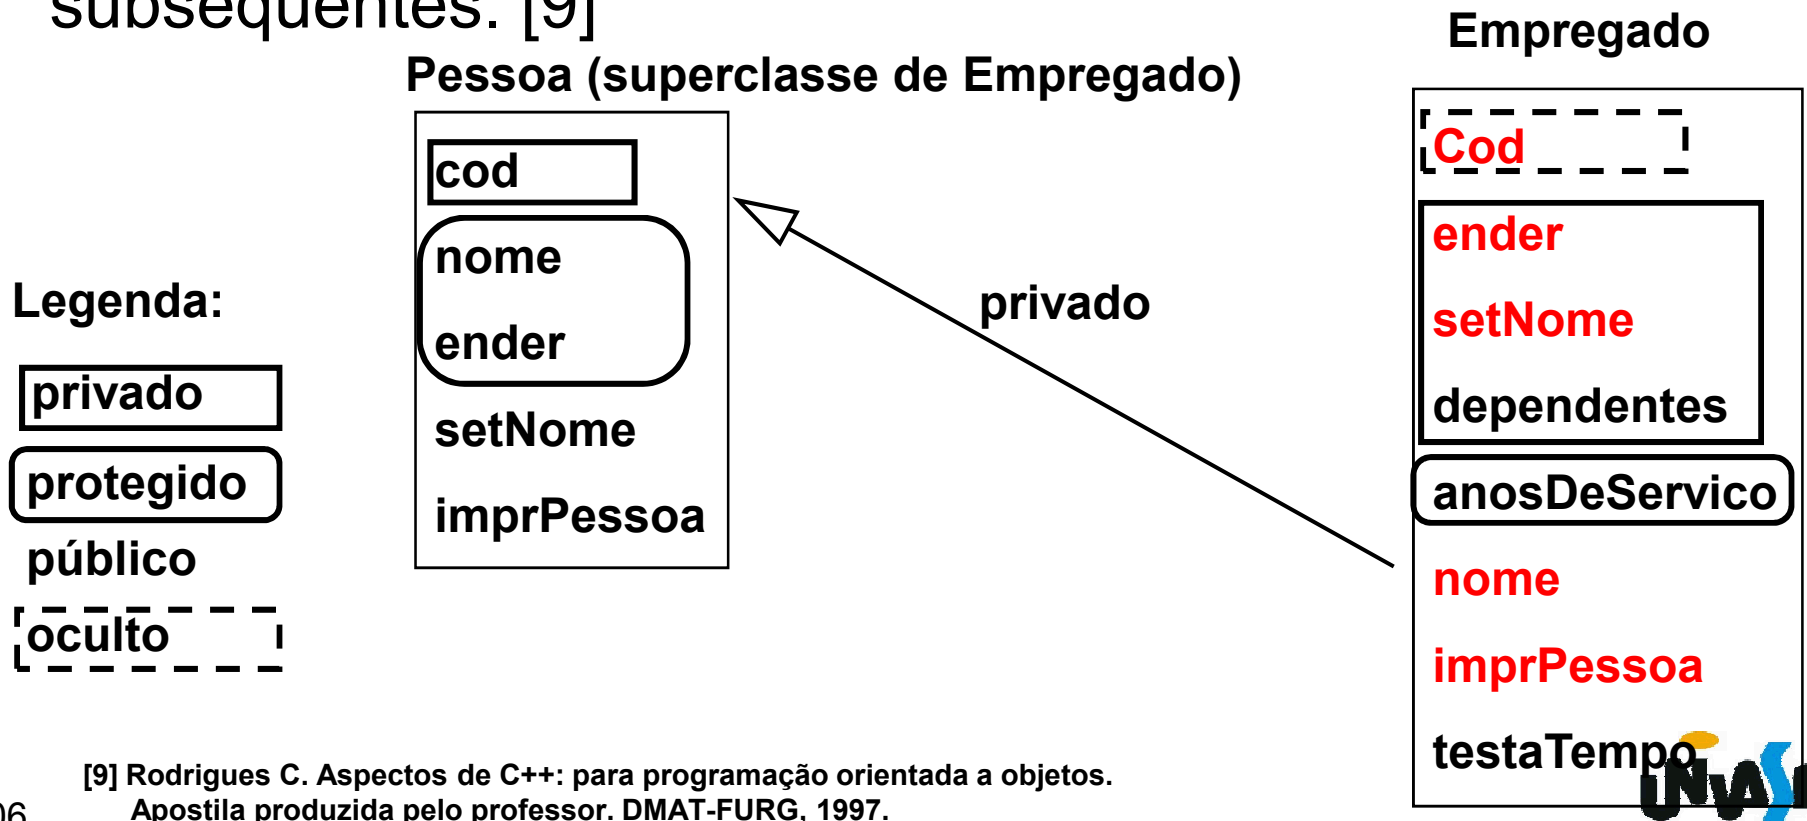 subsequentes. [9]
Pessoa (superclasse de Empregado)
Empregado
cod
nome
ender
setNome
imprPessoa
privado
Cod
ender
setNome
dependentes
anosDeServico
nome
imprPessoa
testaTempo
Legenda:
privado
protegido
público
oculto
[9] Rodrigues C. Aspectos de C++: para programação orientada a objetos.
Apostila produzida pelo professor. DMAT-FURG, 1997.